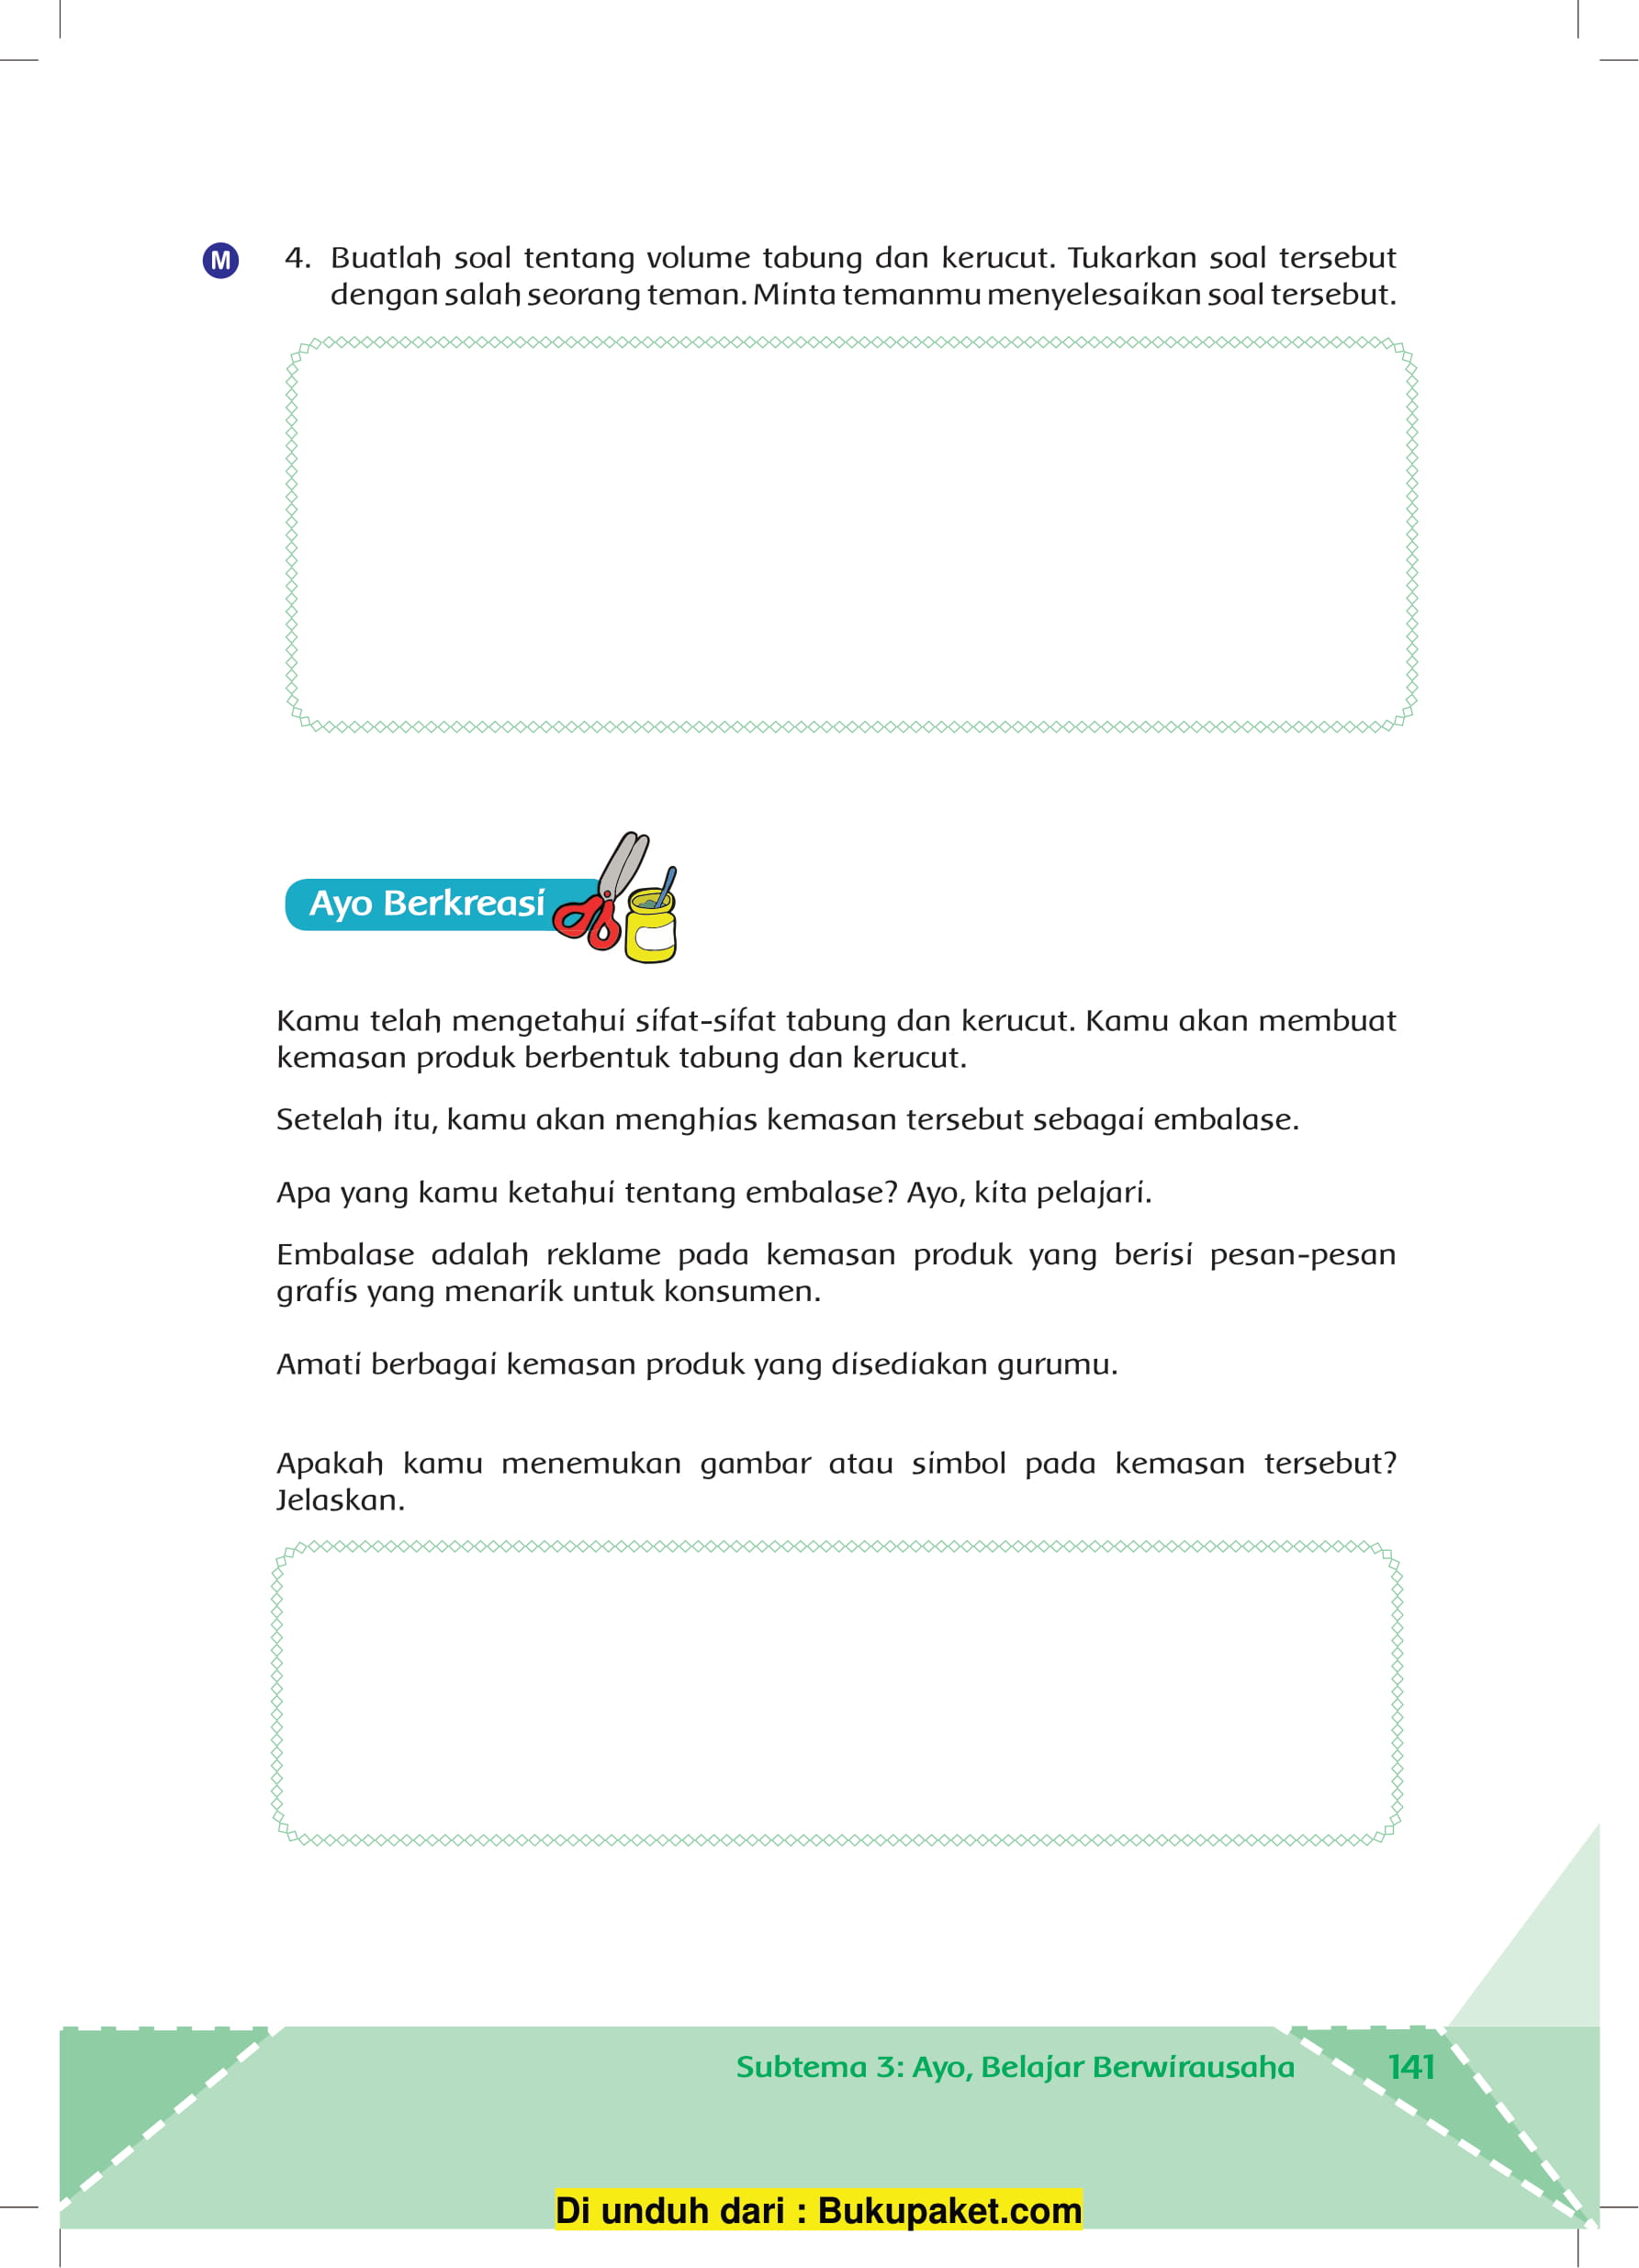 M
4. Buatlah soal tentang volume tabung dan kerucut. Tukarkan soal tersebut
dengan salah seorang teman. Minta temanmu menyelesaikan soal tersebut.
Ayo Berkreasi
Kamu telah mengetahui sifat-sifat tabung dan kerucut. Kamu akan membuat
kemasan produk berbentuk tabung dan kerucut.
Setelah itu, kamu akan menghias kemasan tersebut sebagai embalase.
Apa yang kamu ketahui tentang embalase? Ayo, kita pelajari.
Embalase adalah reklame pada kemasan produk yang berisi pesan-pesan
grafis yang menarik untuk konsumen.
Amati berbagai kemasan produk yang disediakan gurumu.
Apakah kamu menemukan gambar atau simbol pada kemasan tersebut?
Jelaskan.
Subtema 3: Ayo, Belajar Berwirausaha 141
Di unduh dari : Bukupaket.com